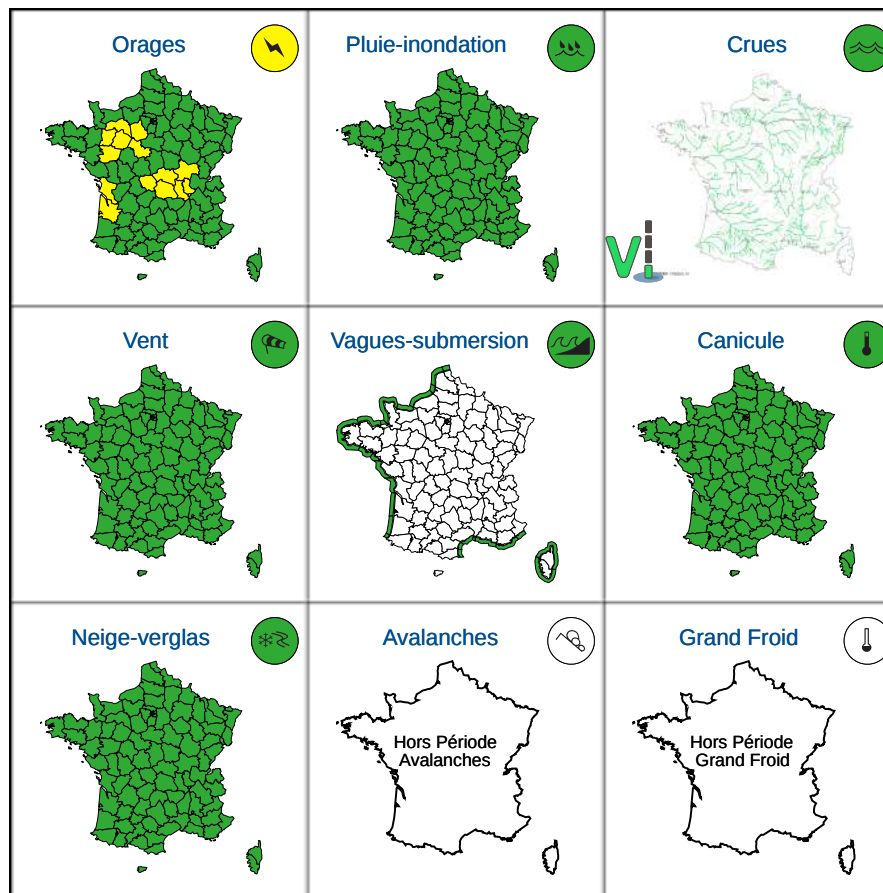 Orages
Pluie-inondation
Crues
Vent
Vagues-submersion
Canicule
Neige-verglas
Avalanches
Hors Période
Avalanches
Grand Froid
Hors Période
Grand Froid